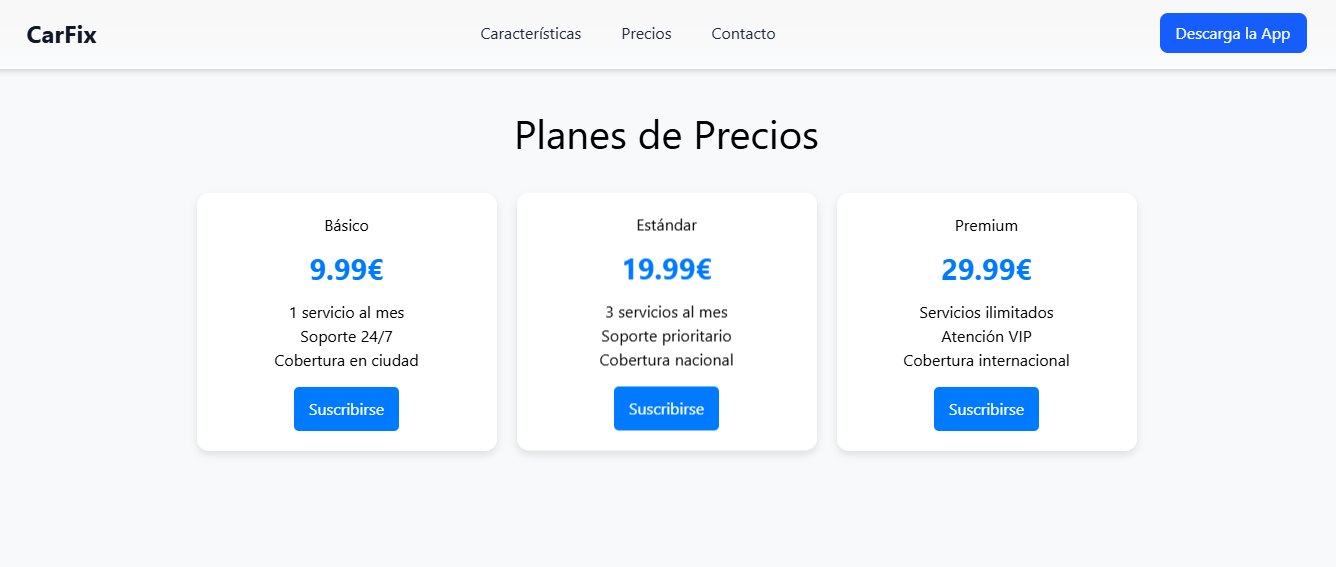 CarFix
Características
Precios
Contacto
Descarga la App
Planes de Precios
Básico
9.99€
1 servicio al mes
Soporte 24/7
Cobertura en ciudad
Suscribirse
Estándar
19.99€
3 servicios al mes
Soporte prioritario
Cobertura nacional
Suscribirse
Premium
29.99€
Servicios ilimitados
Atención VIP
Cobertura internacional
Suscribirse